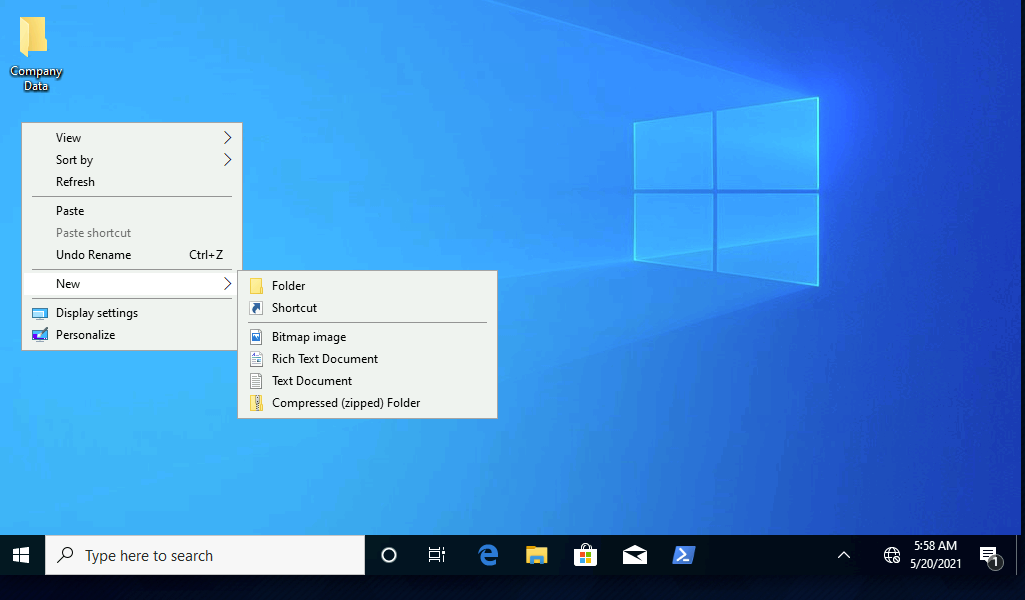 Company
Data
View
Sort by
Refresh
Paste
Paste shortcut
Undo Rename Ctrl+Z
New
Display settings
Personalize
Folder
Shortcut
Bitmap image
Rich Text Document
Text Document
Compressed (zipped) Folder
Type here to search
5:58 AM
5/20/2021
1